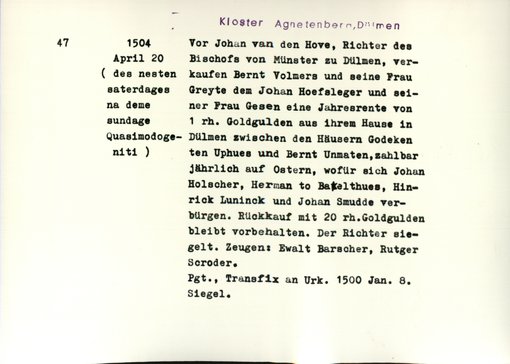 Kloster Agnetenberg, Dülmen
47
1504
April 20
( des nesten
saterdages
na deme
sundage
Quasimodoge-
niti )
Vor Johan van den Hove, Richter des
Bischofs von Münster zu Dülmen, ver-
kaufen Bernt Volmers und seine Frau
Greyte dem Johan Hoefsleger und sei-
ner Frau Gesen eine Jahresrente von
1 rh. Goldgulden aus ihrem Hause in
Dülmen zwischen den Häusern Godeken
ten Uphues und Bernt Unmaten,zahlbar
jährlich auf Ostern, wofür sich Johan
Holscher, Herman to Batelthues, Hin-
rick Luninck und Johan Smudde ver-
bürgen. Rückkauf mit 20 rh.Goldgulden
bleibt vorbehalten. Der Richter sie-
gelt. Zeugen: Ewalt Barscher, Rutger
Scroder.
Pgt., Transfix an Urk. 1500 Jan. 8.
Siegel.